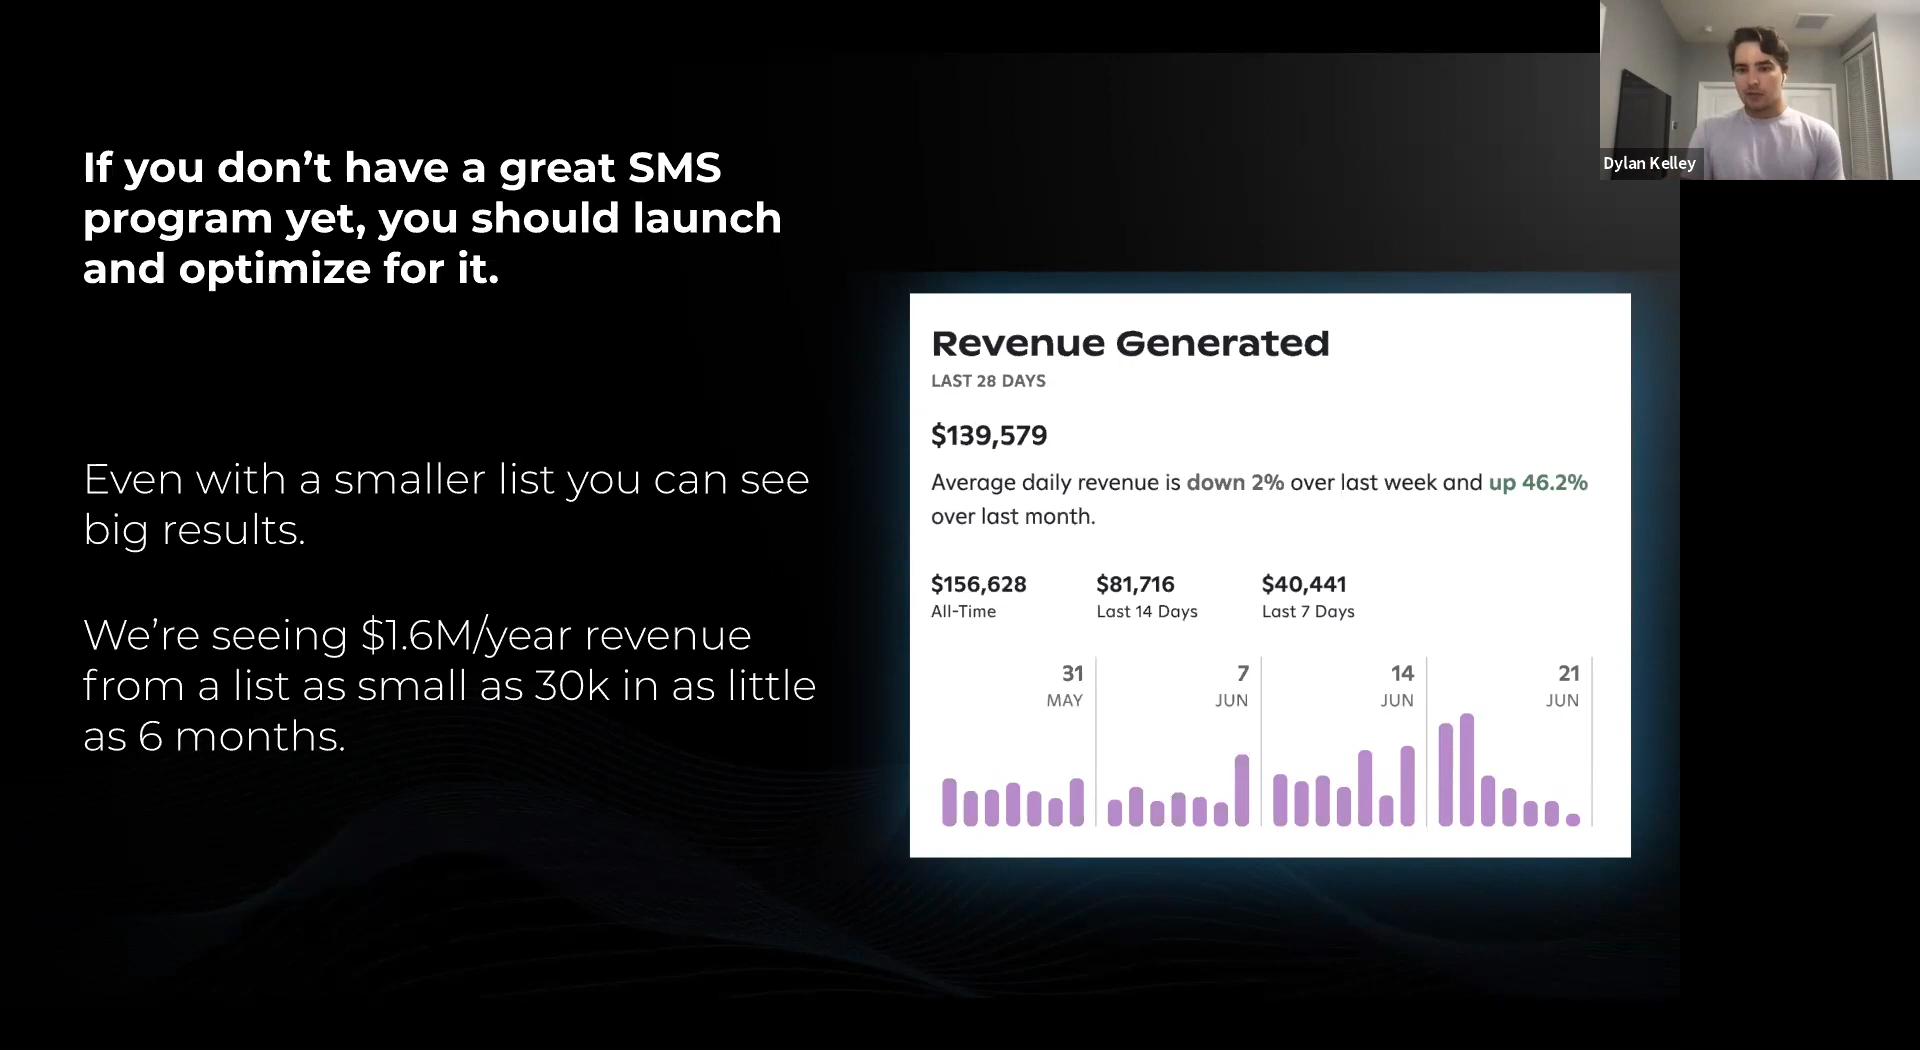 If you don’t have a great SMS
program yet, you should launch
and optimize for it.
Even with a smaller list you can see
big results.
We’re seeing $1.6M/year revenue
from a list as small as 30k in as little
as 6 months.
Dylan Kelley
Revenue Generated
LAST 28 DAYS
$139,579
Average daily revenue is down 2% over last week and up 46.2%
over last month.
$156,628 $81,716 $40,441
All-Time Last 14 Days Last 7 Days
31 7 14 21
MAY JUN JUN JUN